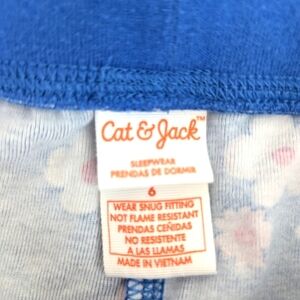 Cat & Jack™
SLEEPWEAR
PRENDAS DE DORMIR
6
WEAR SNUG FITTING
NOT FLAME RESISTANT
PRENDAS CEÑIDAS
NO RESISTENTE
A LAS LLAMAS
MADE IN VIETNAM